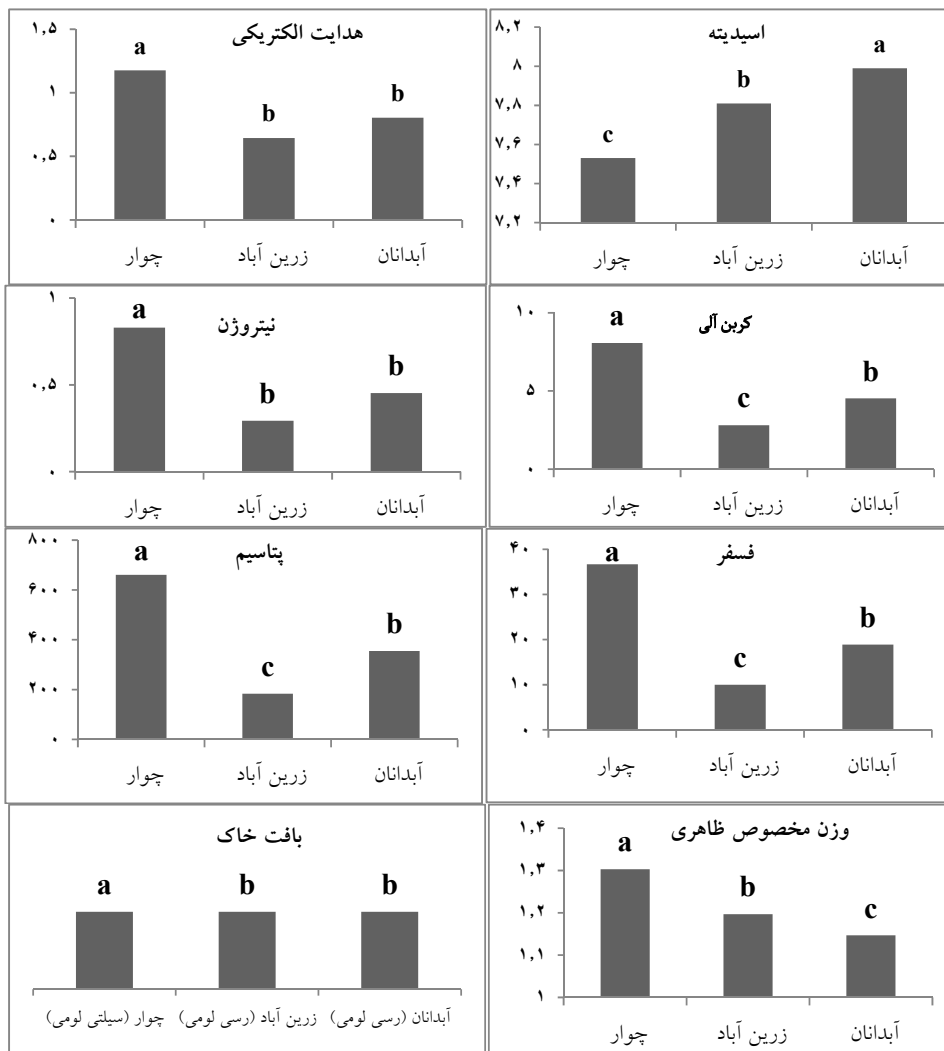 هدایت الکتریکی
۱٫۵
۱
۰٫۵
۰
a
b
b
چوار
زرین آباد
آبدانان
اسیدیته
۸٫۲
۸
۷٫۸
۷٫۶
۷٫۴
۷٫۲
c
b
a
چوار
زرین آباد
آبدانان
نیتروژن
۱
۰٫۵
۰
a
b
b
چوار
زرین آباد
آبدانان
کربن آلی
۱۰
۵
۰
a
c
b
چوار
زرین آباد
آبدانان
پتاسیم
۸۰۰
۶۰۰
۴۰۰
۲۰۰
۰
a
c
b
چوار
زرین آباد
آبدانان
فسفر
۴۰
۳۰
۲۰
۱۰
۰
a
c
b
چوار
زرین آباد
آبدانان
بافت خاک
a
b
b
چوار (سیلتی لومی)
زرین آباد (رسی لومی)
آبدانان (رسی لومی)
وزن مخصوص ظاهری
۱٫۴
۱٫۳
۱٫۲
۱٫۱
۱
a
b
c
چوار
زرین آباد
آبدانان